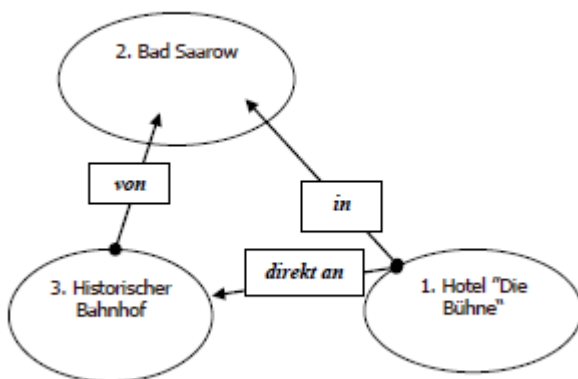 2. Bad Saarow
von
in
direkt an
3. Historischer
Bahnhof
1. Hotel "Die
Bühne“